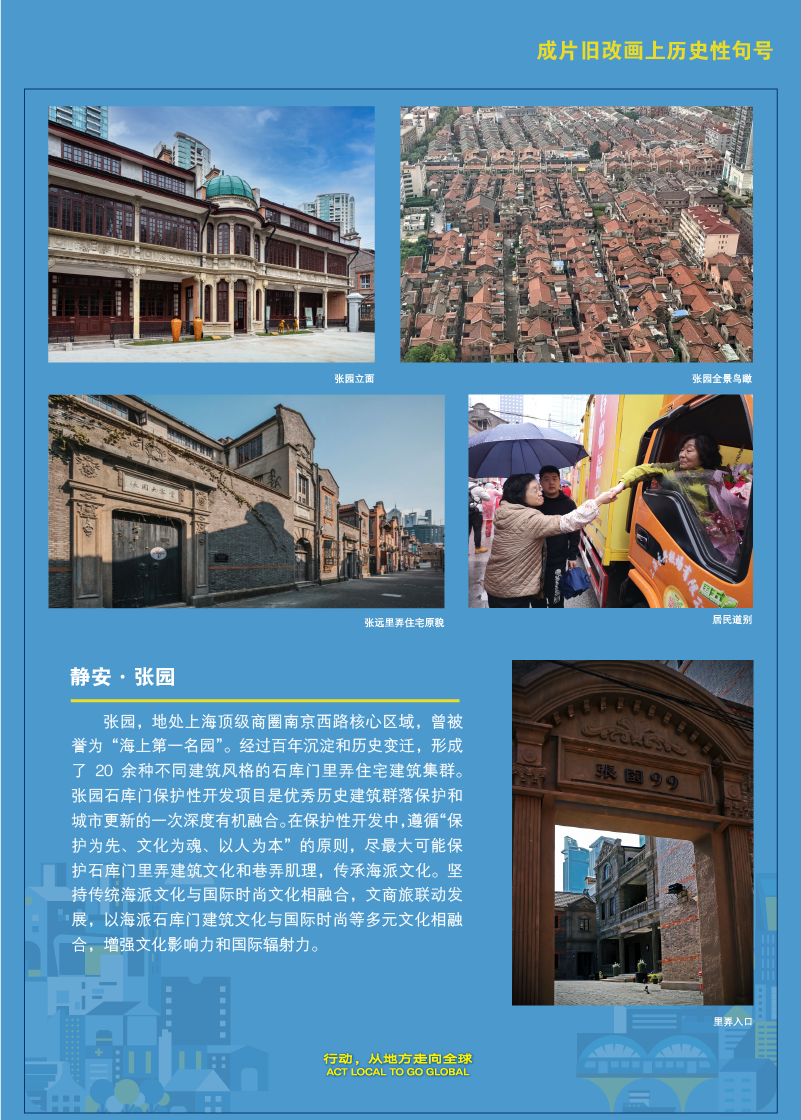 成片旧改画上历史性句号
张园立面
张园全景鸟瞰
张远里弄住宅原貌
居民道别
静安·张园
张园，地处上海顶级商圈南京西路核心区域，曾被
誉为“海上第一名园”。经过百年沉淀和历史变迁，形成
了 20 余种不同建筑风格的石库门里弄住宅建筑集群。
张园石库门保护性开发项目是优秀历史建筑群落保护和
城市更新的一次深度有机融合。在保护性开发中，遵循“保
护为先、文化为魂、以人为本”的原则，尽最大可能保
护石库门里弄建筑文化和巷弄肌理，传承海派文化。坚
持传统海派文化与国际时尚文化相融合，文商旅联动发
展，以海派石库门建筑文化与国际时尚等多元文化相融
合，增强文化影响力和国际辐射力。
張園99
里弄入口
行动，从地方走向全球
ACT LOCAL TO GO GLOBAL